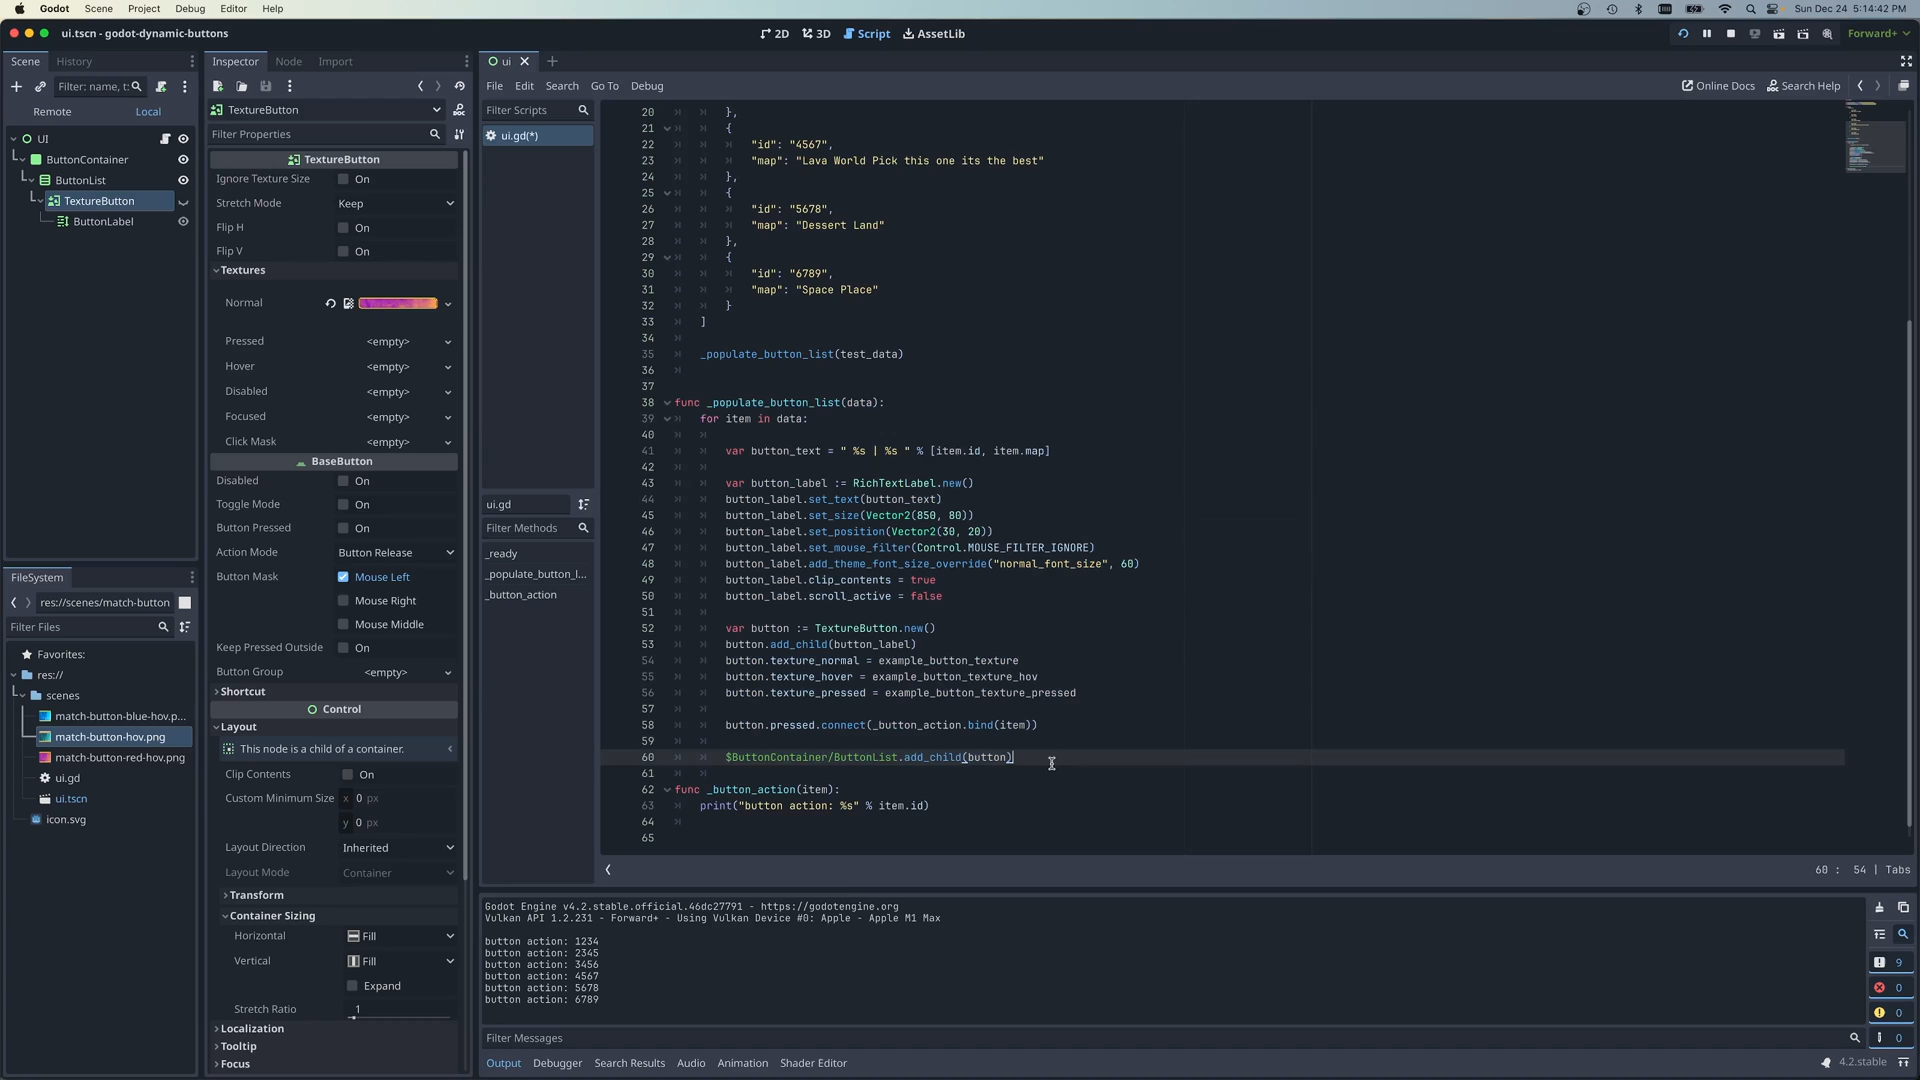 Godot Scene Project Debug Editor Help
Sun Dec 24 5:14:42 PM
ui.tscn - godot-dynamic-buttons
2D 3D Script AssetLib
Forward+
Scene History
Filter: name, t:
Remote Local
UI
ButtonContainer
ButtonList
TextureButton
ButtonLabel
FileSystem
res://scenes/match-button
Filter Files
Favorites:
res://
scenes
match-button-blue-hov.p...
match-button-hov.png
match-button-red-hov.png
ui.gd
ui.tscn
icon.svg
Inspector Node Import
TextureButton
Filter Properties
TextureButton
Ignore Texture Size On
Stretch Mode Keep
Flip H On
Flip V On
Textures
Normal
Pressed <empty>
Hover <empty>
Disabled <empty>
Focused <empty>
Click Mask <empty>
BaseButton
Disabled On
Toggle Mode On
Button Pressed On
Action Mode Button Release
Button Mask Mouse Left
Mouse Right
Mouse Middle
Keep Pressed Outside On
Button Group <empty>
Shortcut
Control
Layout
This node is a child of a container.
Clip Contents On
Custom Minimum Size x 0 px
y 0 px
Layout Direction Inherited
Layout Mode Container
Transform
Container Sizing
Horizontal Fill
Vertical Fill
Expand
Stretch Ratio 1
Localization
Tooltip
Focus
ui
File Edit Search Go To Debug
Online Docs Search Help
Filter Scripts
ui.gd(*)
ui.gd
Filter Methods
_ready
_populate_button_l...
_button_action
20 },
21 {
22 "id": "4567",
23 "map": "Lava World Pick this one its the best"
24 },
25 {
26 "id": "5678",
27 "map": "Dessert Land"
28 },
29 {
30 "id": "6789",
31 "map": "Space Place"
32 }
33 ]
34
35 _populate_button_list(test_data)
36
37
38 func _populate_button_list(data):
39 for item in data:
40
41 var button_text = " %s | %s " % [item.id, item.map]
42
43 var button_label := RichTextLabel.new()
44 button_label.set_text(button_text)
45 button_label.set_size(Vector2(850, 80))
46 button_label.set_position(Vector2(30, 20))
47 button_label.set_mouse_filter(Control.MOUSE_FILTER_IGNORE)
48 button_label.add_theme_font_size_override("normal_font_size", 60)
49 button_label.clip_contents = true
50 button_label.scroll_active = false
51
52 var button := TextureButton.new()
53 button.add_child(button_label)
54 button.texture_normal = example_button_texture
55 button.texture_hover = example_button_texture_hov
56 button.texture_pressed = example_button_texture_pressed
57
58 button.pressed.connect(_button_action.bind(item))
59
60 $ButtonContainer/ButtonList.add_child(button)
61
62 func _button_action(item):
63 print("button action: %s" % item.id)
64
65
60 : 54 | Tabs
Godot Engine v4.2.stable.official.46dc27791 - https://godotengine.org
Vulkan API 1.2.231 - Forward+ - Using Vulkan Device #0: Apple - Apple M1 Max
button action: 1234
button action: 2345
button action: 3456
button action: 4567
button action: 5678
button action: 6789
9
0
0
0
Filter Messages
Output Debugger Search Results Audio Animation Shader Editor
4.2.stable